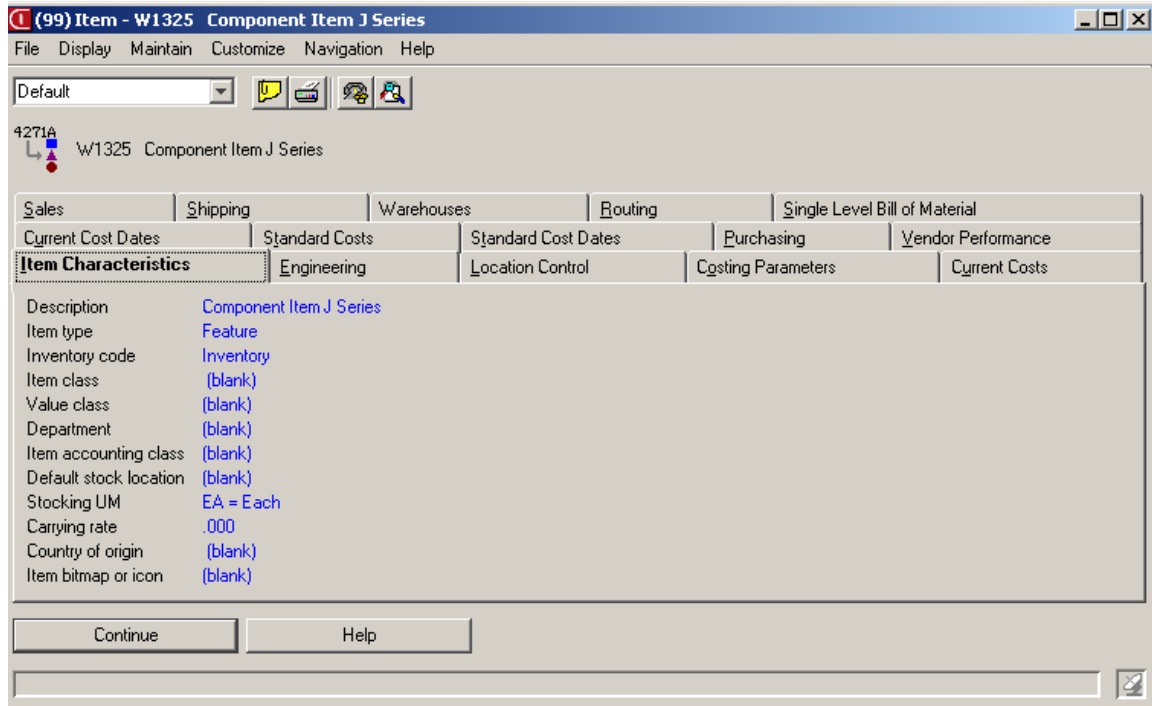 (99) Item - W1325 Component Item J Series
File Display Maintain Customize Navigation Help
Default
4271A
W1325 Component Item J Series
Sales Shipping Warehouses Routing Single Level Bill of Material
Current Cost Dates Standard Costs Standard Cost Dates Purchasing Vendor Performance
Item Characteristics Engineering Location Control Costing Parameters Current Costs
Description Component Item J Series
Item type Feature
Inventory code Inventory
Item class (blank)
Value class (blank)
Department (blank)
Item accounting class (blank)
Default stock location (blank)
Stocking UM EA = Each
Carrying rate .000
Country of origin (blank)
Item bitmap or icon (blank)
Continue Help